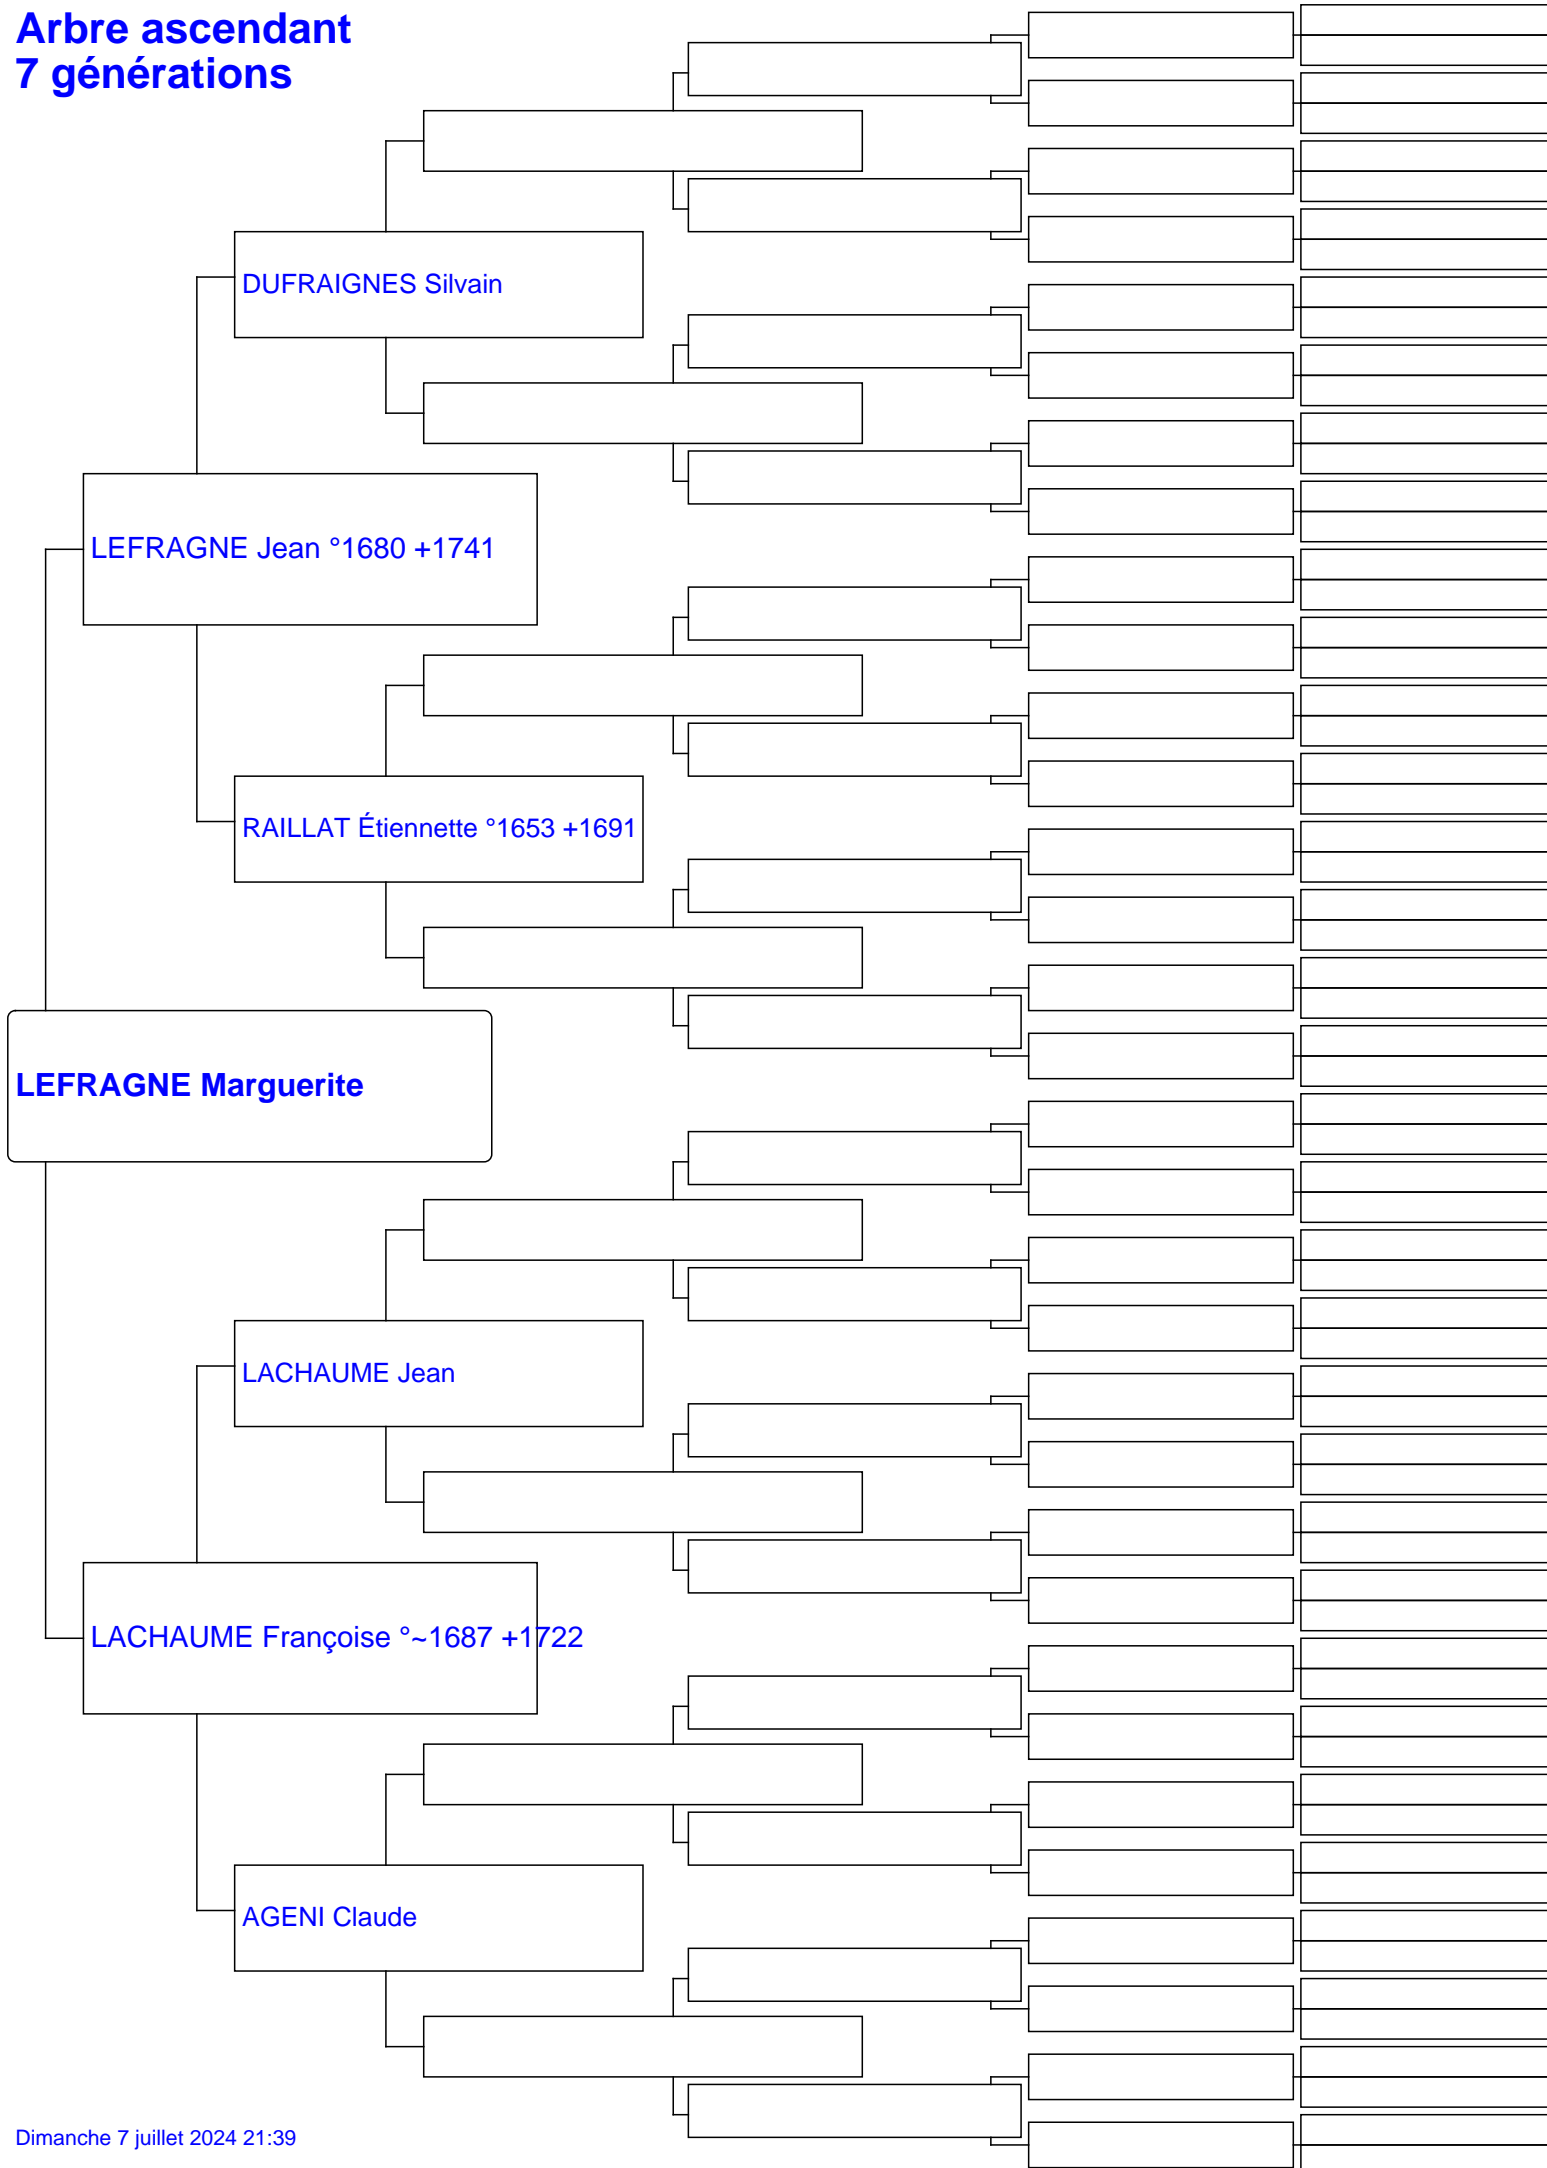 Arbre ascendant
7 générations
DUFRAIGNES Silvain
LEFRAGNE Jean °1680 +1741
RAILLAT Étiennette °1653 +1691
LEFRAGNE Marguerite
LACHAUME Jean
LACHAUME Françoise °~1687 +1722
AGENI Claude
Dimanche 7 juillet 2024 21:39